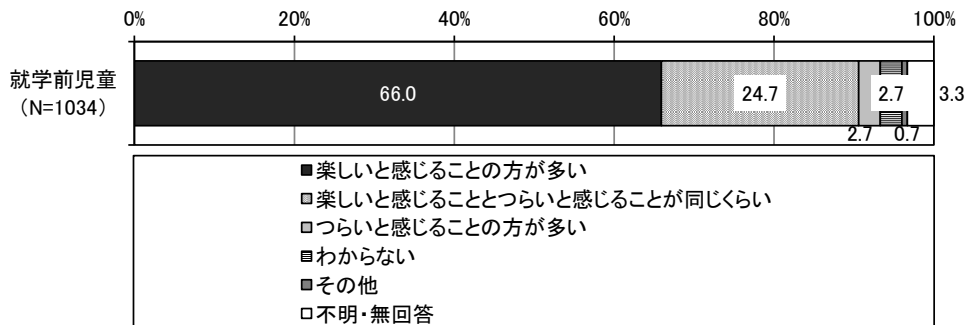 0% 20% 40% 60% 80% 100%
就学前児童
（N=1034）
66.0 24.7 2.7 3.3
2.7 0.7
■楽しいと感じることの方が多い
■楽しいと感じることとつらいと感じることが同じくらい
■つらいと感じることの方が多い
■わからない
■その他
□不明・無回答